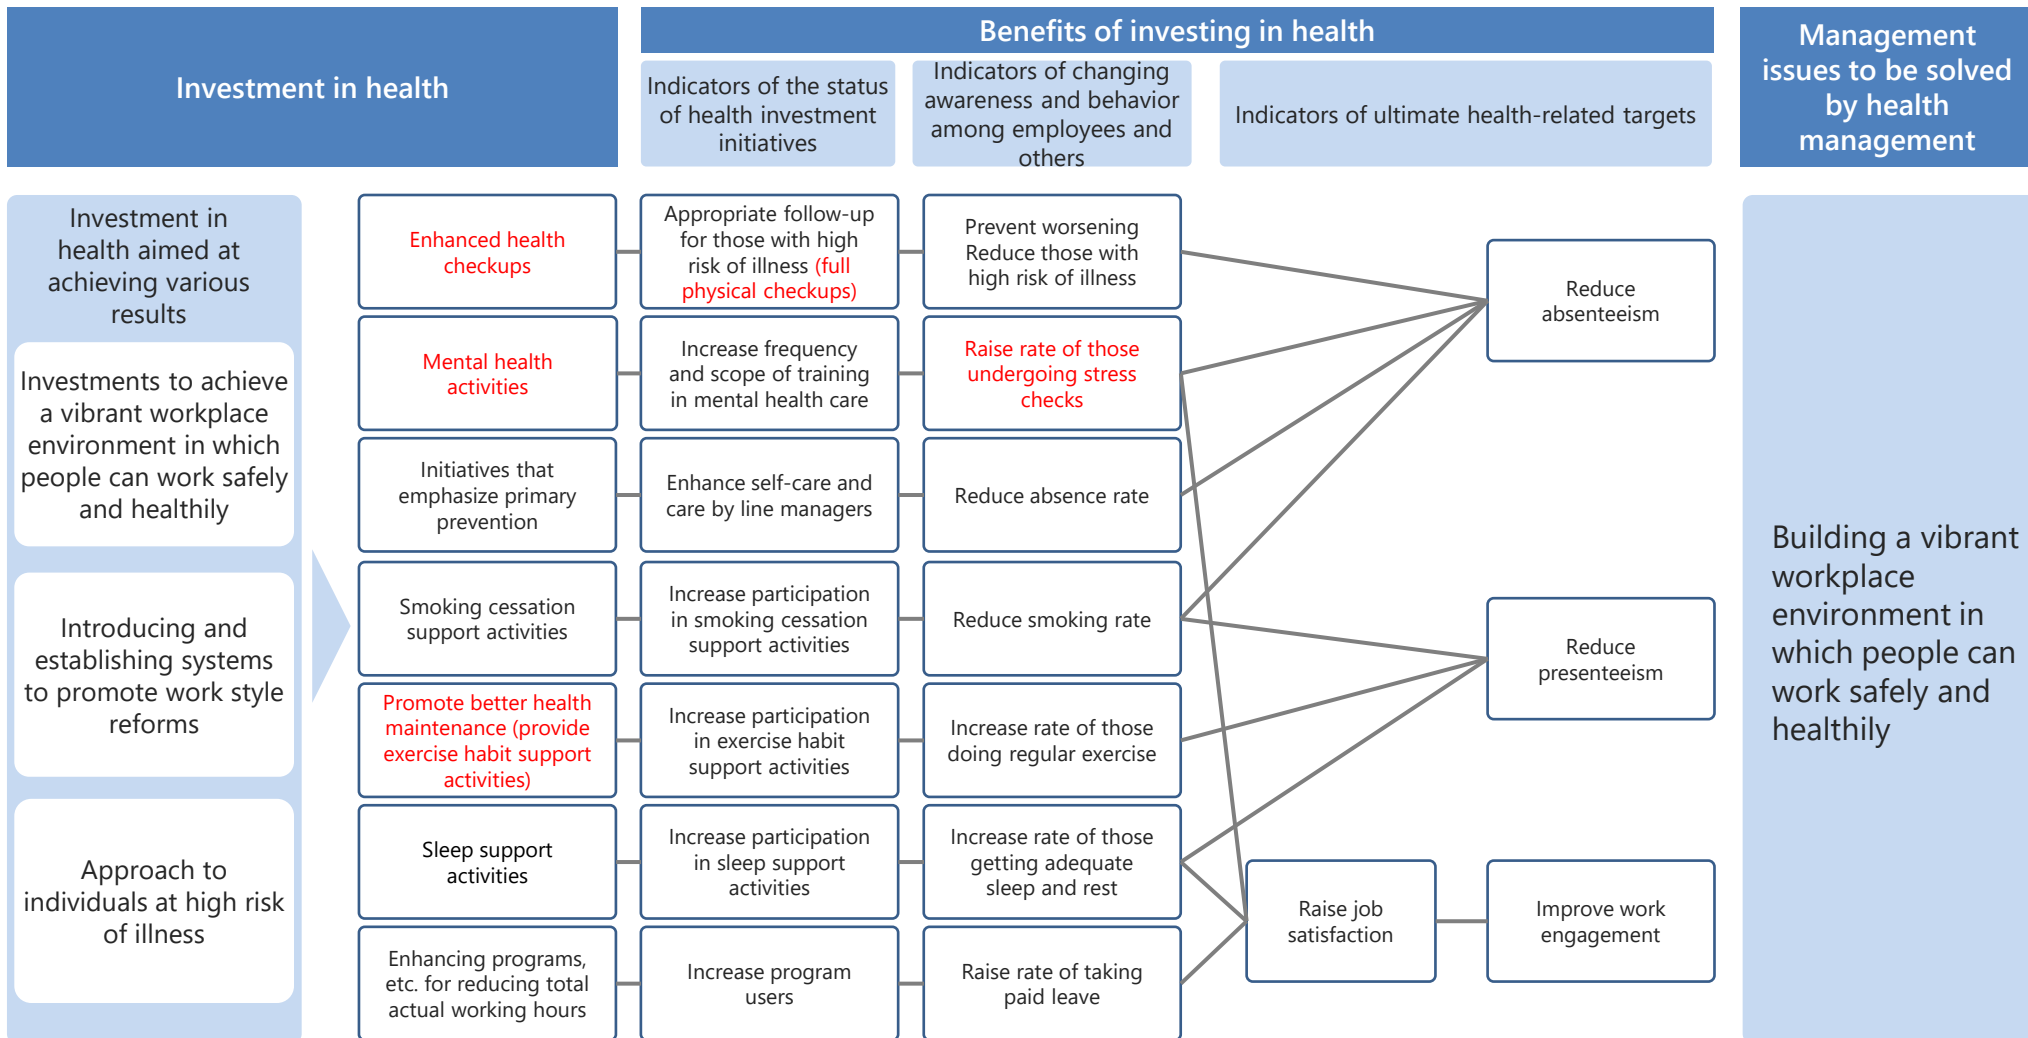 Investment in health
Benefits of investing in health
Indicators of the status
of health investment
initiatives
Indicators of changing
awareness and behavior
among employees and
others
Indicators of ultimate health-related targets
Management
issues to be solved
by health
management
Investment in
health aimed at
achieving various
results
Investments to achieve
a vibrant workplace
environment in which
people can work safely
and healthily
Introducing and
establishing systems
to promote work style
reforms
Approach to
individuals at high risk
of illness
Enhanced health
checkups
Appropriate follow-up
for those with high
risk of illness (full
physical checkups)
Prevent worsening
Reduce those with
high risk of illness
Mental health
activities
Increase frequency
and scope of training
in mental health care
Raise rate of those
undergoing stress
checks
Initiatives that
emphasize primary
prevention
Enhance self-care and
care by line managers
Reduce absence rate
Smoking cessation
support activities
Increase participation
in smoking cessation
support activities
Reduce smoking rate
Promote better health
maintenance (provide
exercise habit support
activities)
Increase participation
in exercise habit
support activities
Increase rate of those
doing regular exercise
Sleep support
activities
Increase participation
in sleep support
activities
Increase rate of those
getting adequate
sleep and rest
Enhancing programs,
etc. for reducing total
actual working hours
Increase program
users
Raise rate of taking
paid leave
Reduce
absenteeism
Reduce
presenteeism
Raise job
satisfaction
Improve work
engagement
Building a vibrant
workplace
environment in
which people can
work safely and
healthily